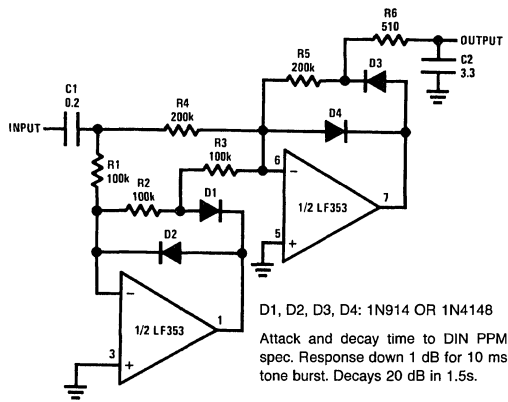 R6
510
OUTPUT
R5
200k
D3
C2
3.3
C1
0.2
R4
200k
D4
INPUT
R3
100k
R1
100k
R2
100k
D1
6
−
7
1/2 LF353
D2
5
+
−
1
1/2 LF353
3
+
D1, D2, D3, D4: 1N914 OR 1N4148
Attack and decay time to DIN PPM
spec. Response down 1 dB for 10 ms
tone burst. Decays 20 dB in 1.5s.